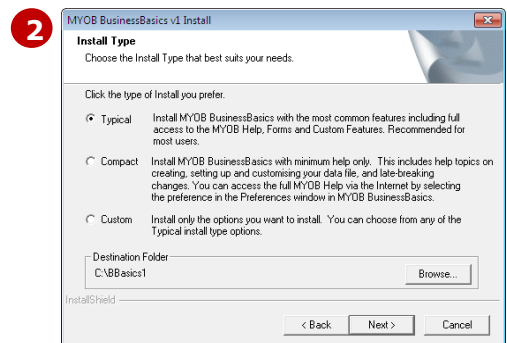 2
MYOB BusinessBasics v1 Install
Install Type
Choose the Install Type that best suits your needs.
Click the type of Install you prefer.
Typical Install MYOB BusinessBasics with the most common features including full
access to the MYOB Help, Forms and Custom Features. Recommended for
most users.
Compact Install MYOB BusinessBasics with minimum help only. This includes help topics on
creating, setting up and customising your data file, and late-breaking
changes. You can access the full MYOB Help via the Internet by selecting
the preference in the Preferences window in MYOB BusinessBasics.
Custom Install only the options you want to install. You can choose from any of the
Typical install type options.
Destination Folder
C:\BBasics1
Browse...
InstallShield
< Back Next > Cancel